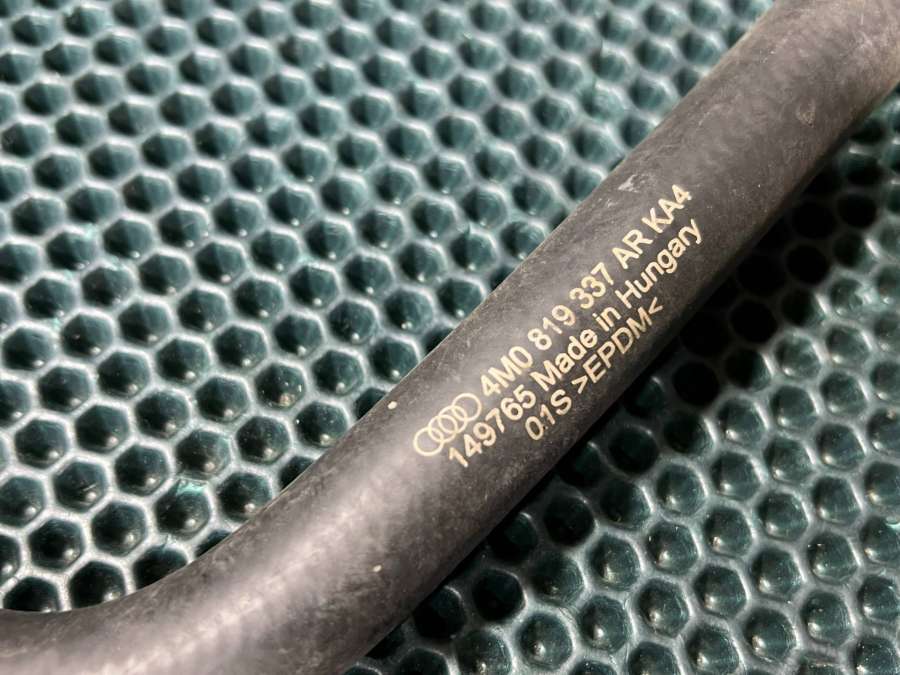 4M0 819 337 AR KA4
149765 Made in Hungary
01S >EPDM<